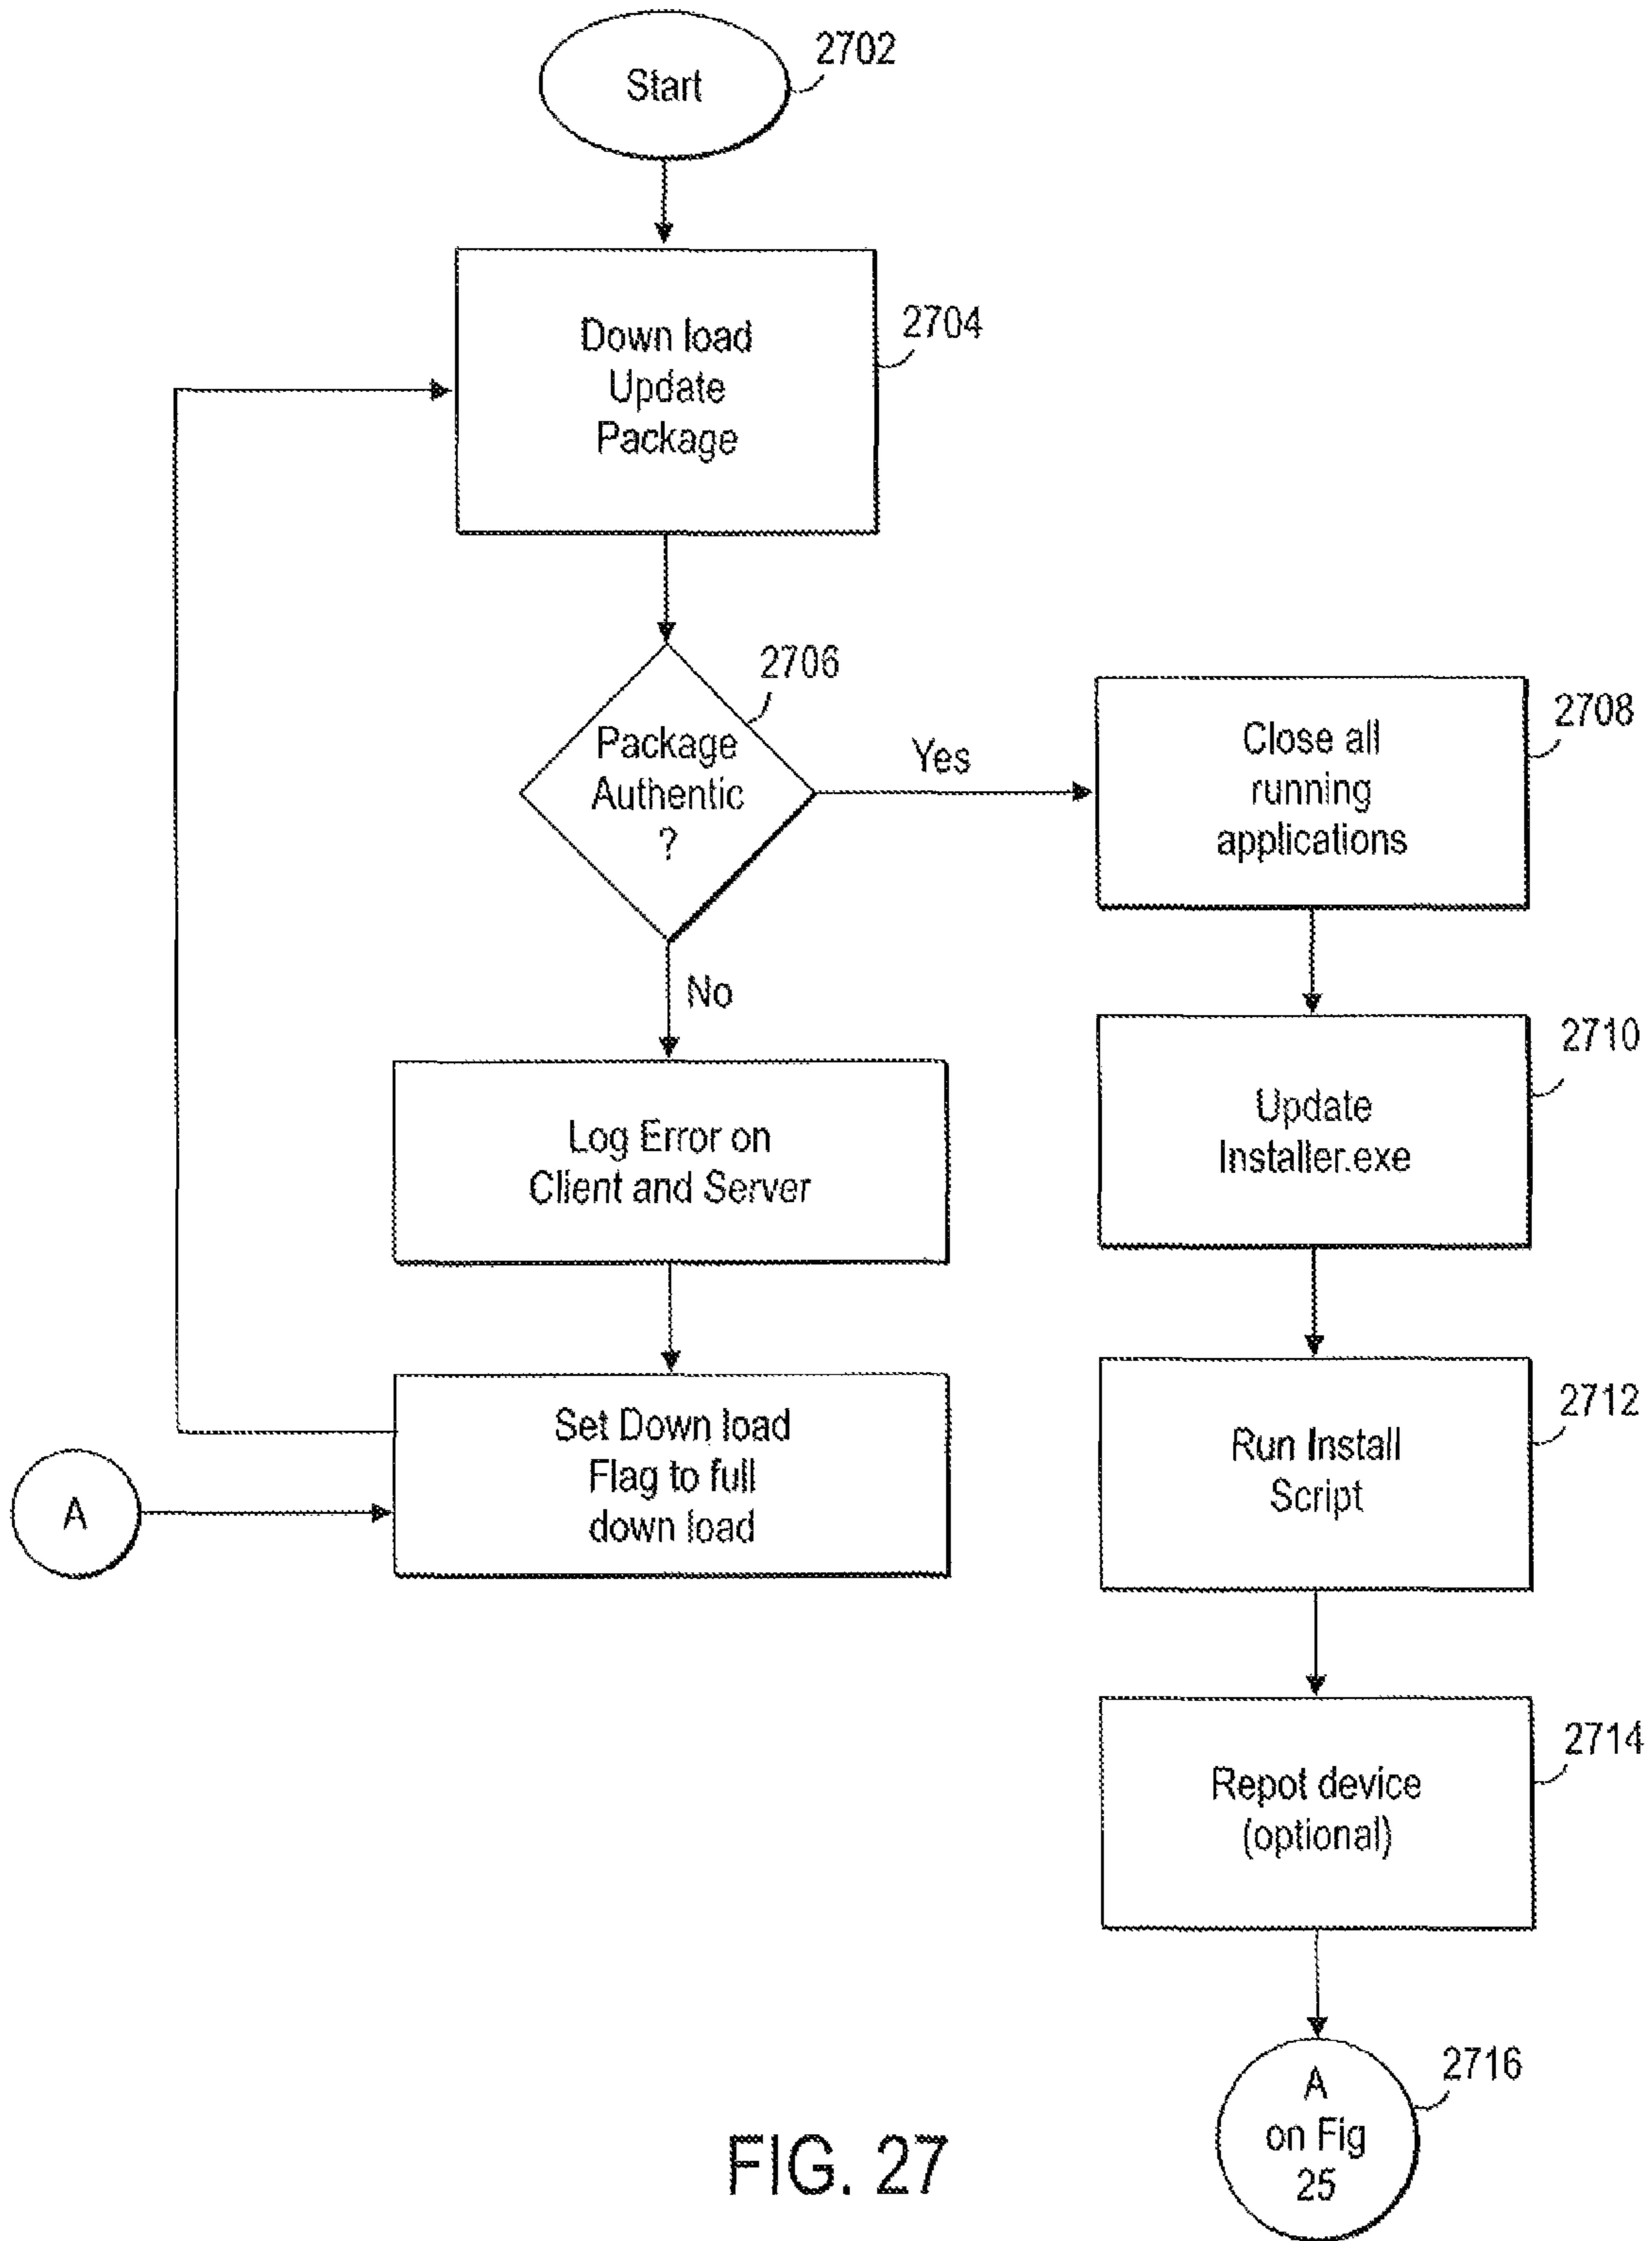 Start
2702
Down load
Update
Package
2704
Package
Authentic
?
2706
Yes
No
Close all
running
applications
2708
Log Error on
Client and Server
Update
Installer.exe
2710
Set Down load
Flag to full
down load
A
Run Install
Script
2712
Repot device
(optional)
2714
A
on Fig
25
2716
FIG. 27